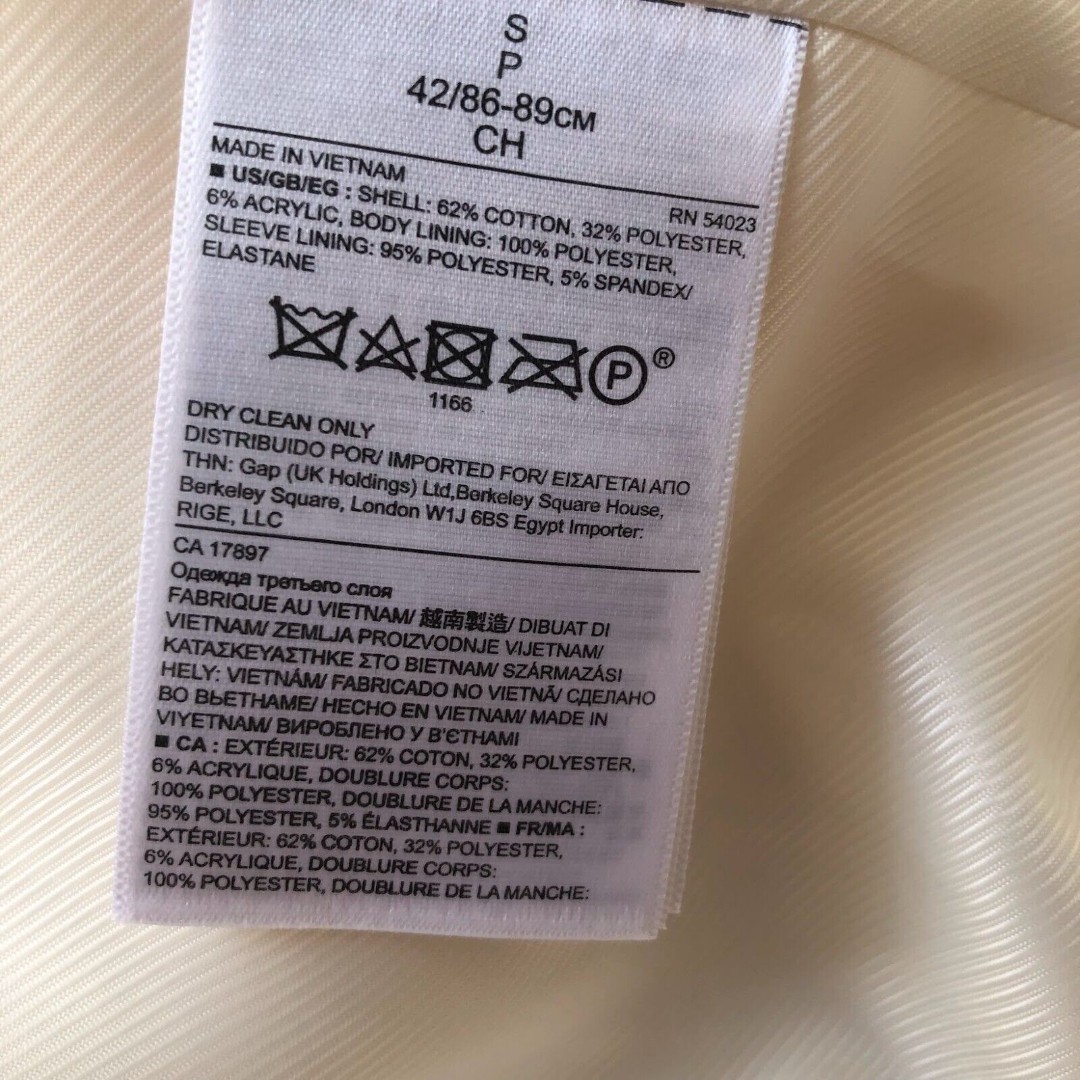 S
P
42/86-89см
CH
MADE IN VIETNAM
RN 54023
■ US/GB/EG : SHELL: 62% COTTON, 32% POLYESTER,
6% ACRYLIC, BODY LINING: 100% POLYESTER,
SLEEVE LINING: 95% POLYESTER, 5% SPANDEX/
ELASTANE
P®
1166
DRY CLEAN ONLY
DISTRIBUIDO POR/ IMPORTED FOR/ ΕΙΣΑΓΕΤΑΙ ΑΠΟ
THN: Gap (UK Holdings) Ltd,Berkeley Square House,
Berkeley Square, London W1J 6BS Egypt Importer:
RIGE, LLC
CA 17897
Одежда третьего слоя
FABRIQUE AU VIETNAM/ 越南製造/ DIBUAT DI
VIETNAM/ ZEMLJA PROIZVODNJE VIJETNAM/
ΚΑΤΑΣΚΕΥΑΣΤΗΚΕ ΣΤΟ ΒΙΕΤΝΑΜ/ SZÁRMAZÁSI
HELY: VIETNÁM/ FABRICADO NO VIETNÃ/ СДЕЛАНО
ВО ВЬЕТНАМЕ/ HECHO EN VIETNAM/ MADE IN
VIYETNAM/ ВИРОБЛЕНО У В'ЄТНАМІ
■ CA : EXTÉRIEUR: 62% COTON, 32% POLYESTER,
6% ACRYLIQUE, DOUBLURE CORPS:
100% POLYESTER, DOUBLURE DE LA MANCHE:
95% POLYESTER, 5% ÉLASTHANNE ■ FR/MA :
EXTÉRIEUR: 62% COTON, 32% POLYESTER,
6% ACRYLIQUE, DOUBLURE CORPS:
100% POLYESTER, DOUBLURE DE LA MANCHE: